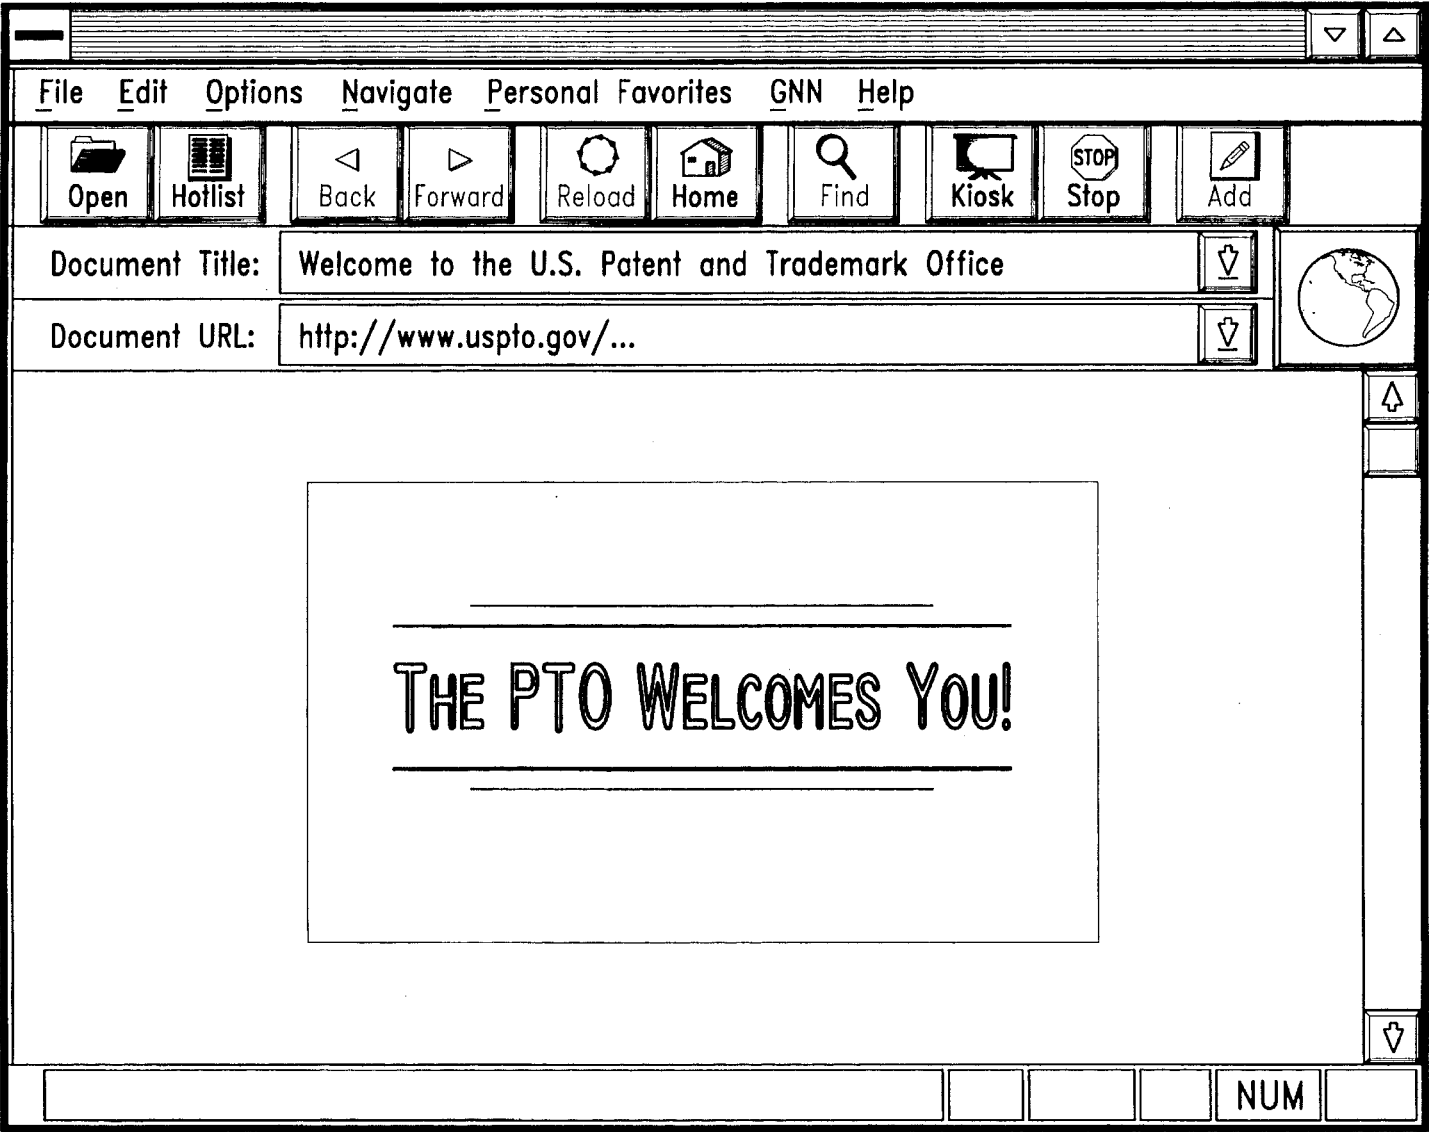 File Edit Options Navigate Personal Favorites GNN Help
Open Hotlist Back Forward Reload Home Find Kiosk STOP Stop Add
Document Title: Welcome to the U.S. Patent and Trademark Office
Document URL: http://www.uspto.gov/...
THE PTO WELCOMES YOU!
NUM